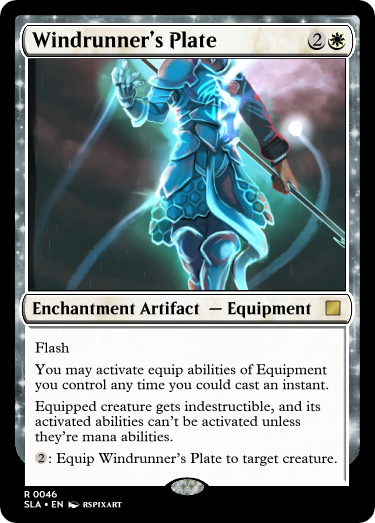 Windrunner's Plate 2
Enchantment Artifact — Equipment
Flash
You may activate equip abilities of Equipment
you control any time you could cast an instant.
Equipped creature gets indestructible, and its
activated abilities can't be activated unless
they're mana abilities.
2: Equip Windrunner's Plate to target creature.
R 0046
SLA • EN RSPIXART